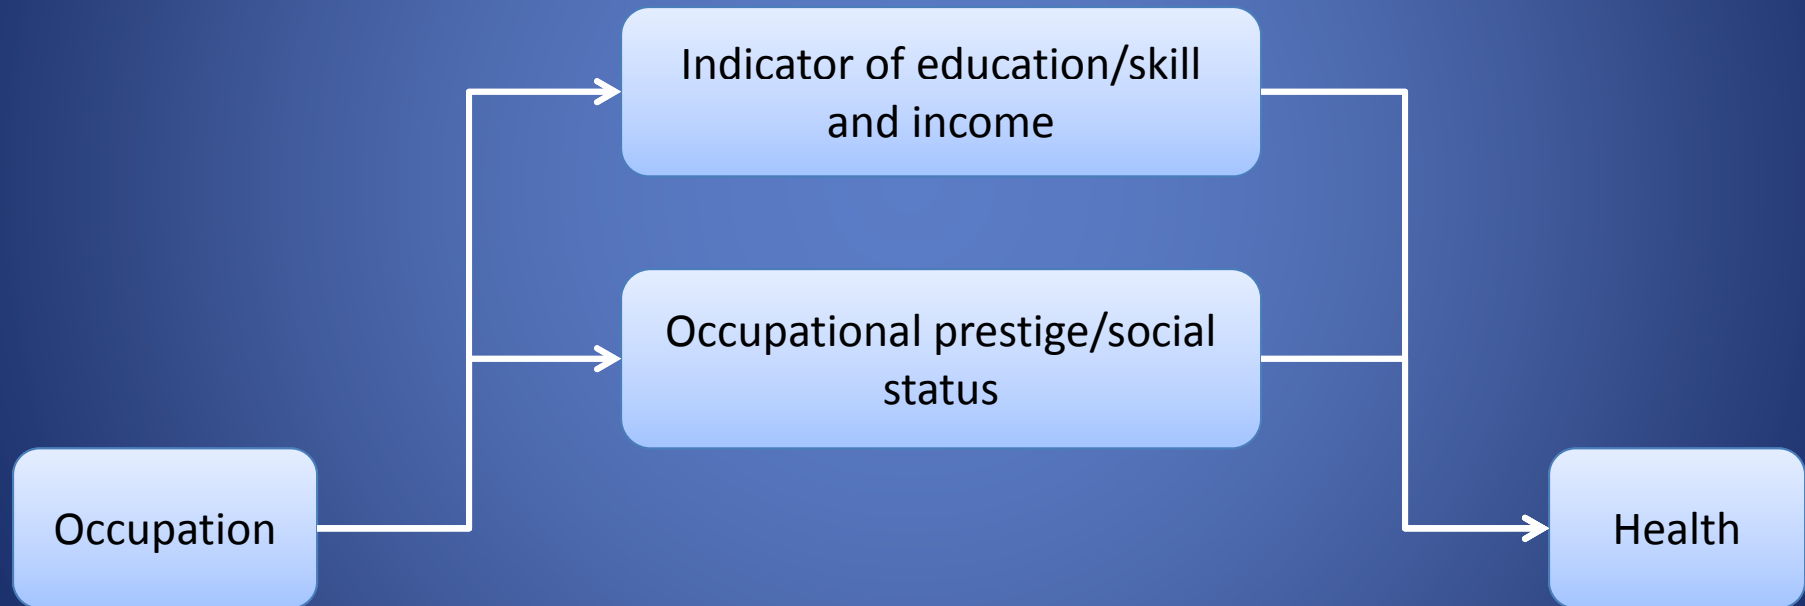 Indicator of education/skill
and income
Occupational prestige/social
status
Occupation
Health